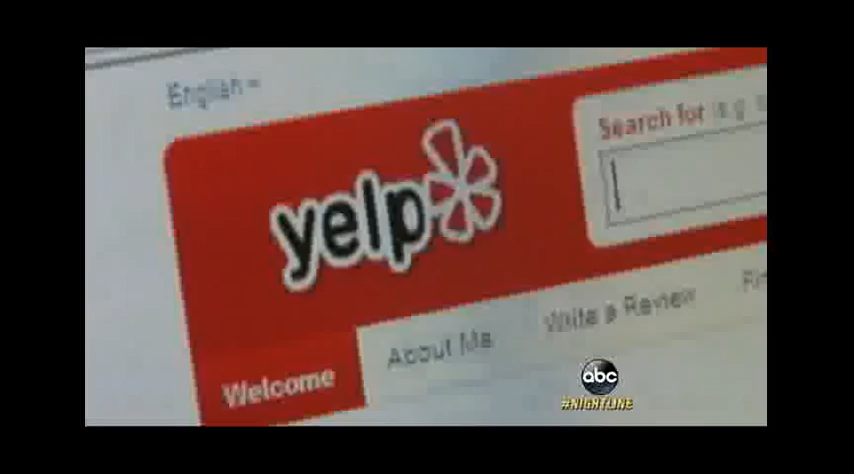 English
Search for (e.g.
yelp
Welcome
About Me
Write a Review
abc
#NIGHTLINE